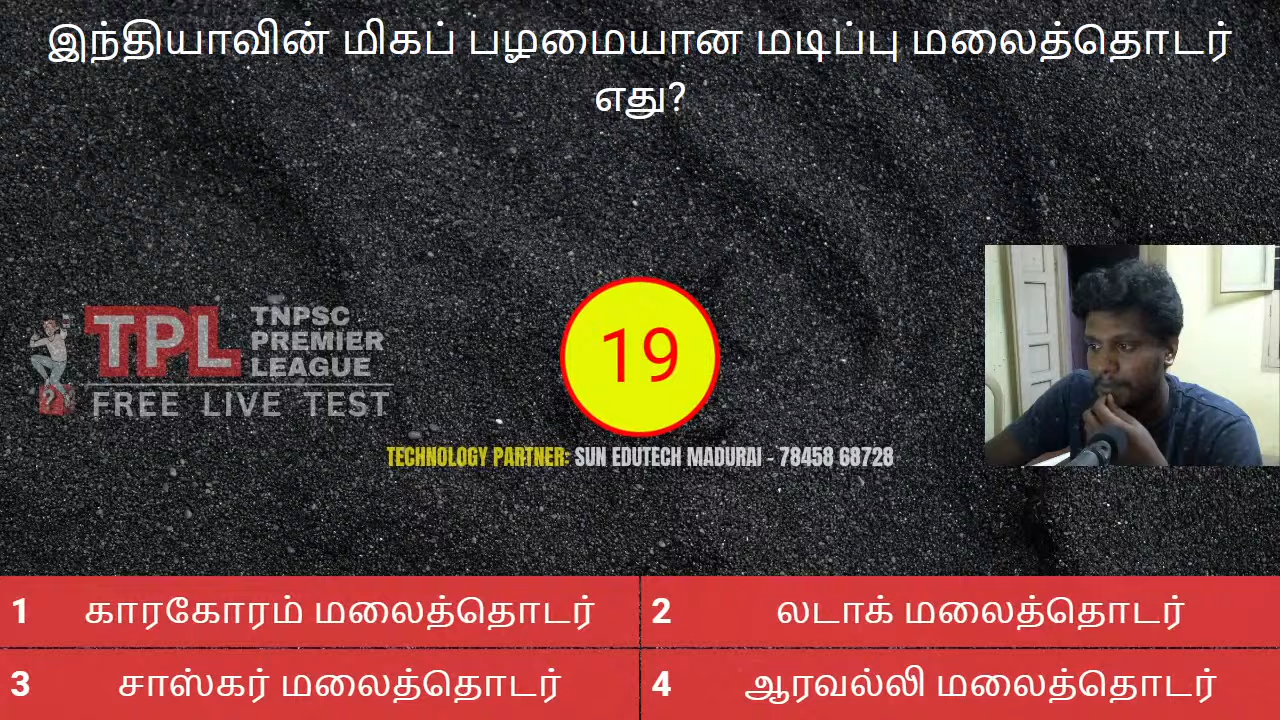 இந்தியாவின் மிகப் பழமையான மடிப்பு மலைத்தொடர்
எது?
TPL
TNPSC
PREMIER
LEAGUE
?
FREE LIVE TEST
19
TECHNOLOGY PARTNER: SUN EDUTECH MADURAI - 78458 68728
1 காரகோரம் மலைத்தொடர்
2 லடாக் மலைத்தொடர்
3 சாஸ்கர் மலைத்தொடர்
4 ஆரவல்லி மலைத்தொடர்